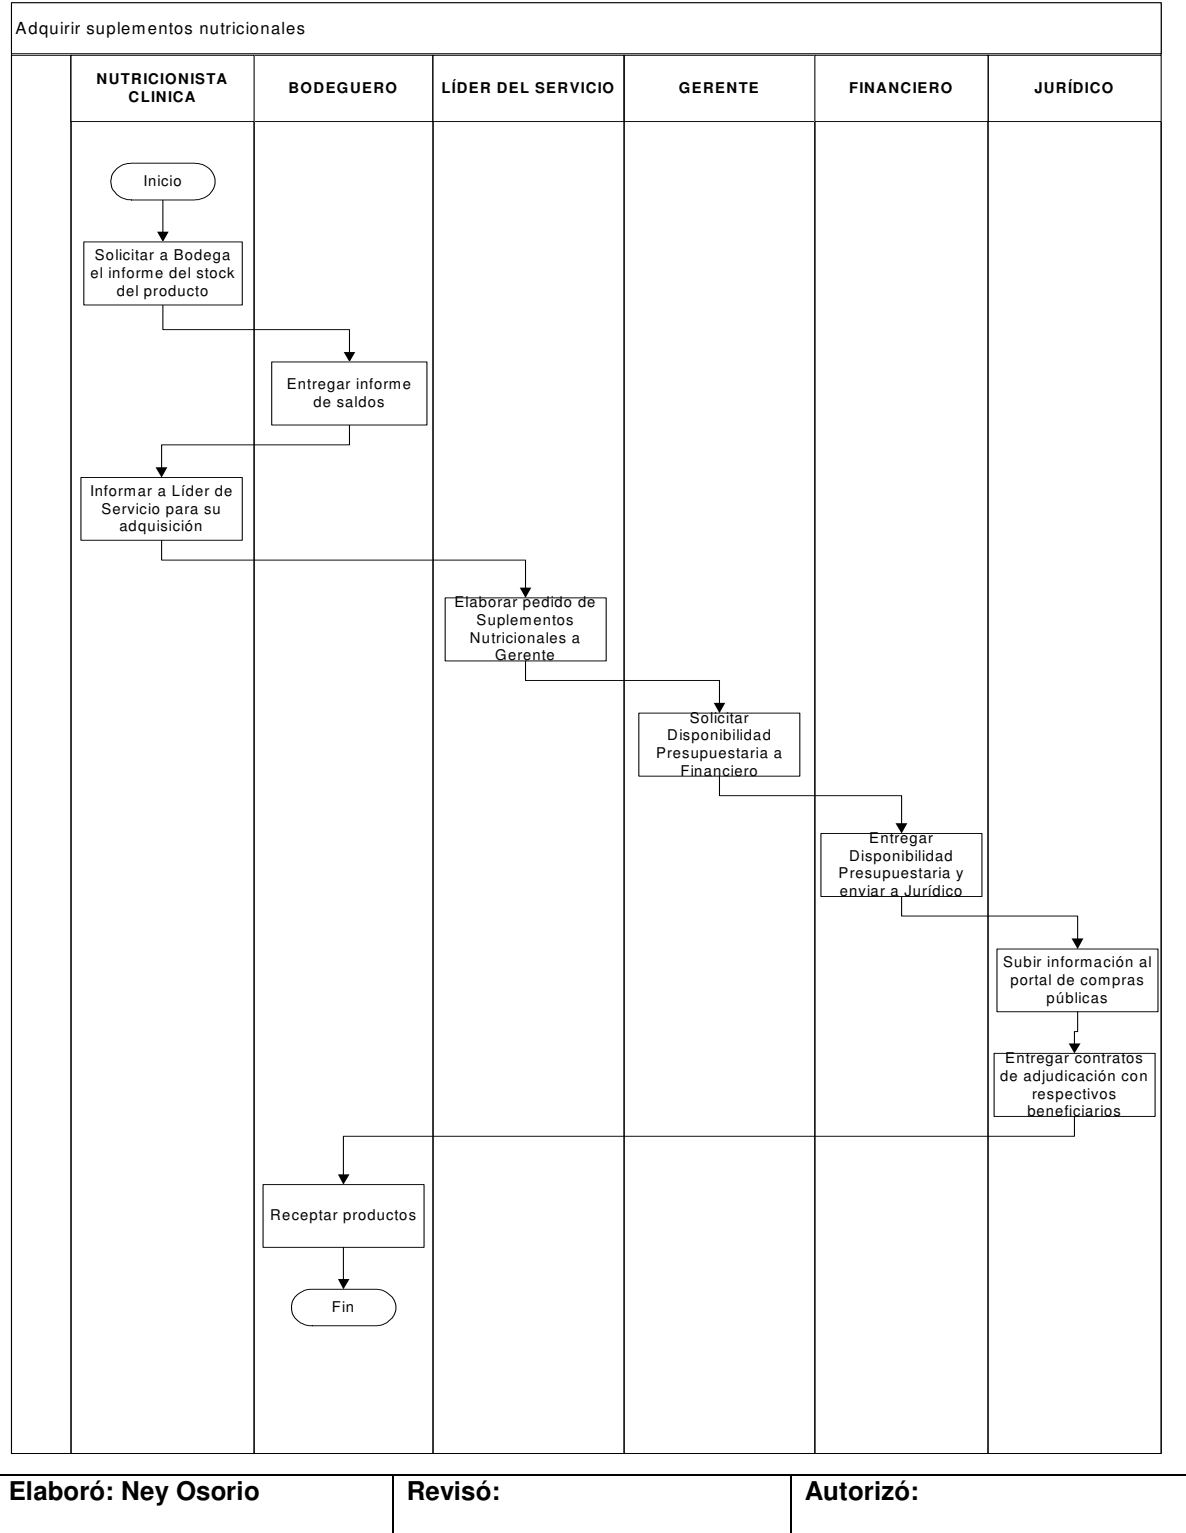 Adquirir suplementos nutricionales
NUTRICIONISTA
CLINICA
BODEGUERO
LÍDER DEL SERVICIO
GERENTE
FINANCIERO
JURÍDICO
Inicio
Solicitar a Bodega
el informe del stock
del producto
Entregar informe
de saldos
Informar a Líder de
Servicio para su
adquisición
Elaborar pedido de
Suplementos
Nutricionales a
Gerente
Solicitar
Disponibilidad
Presupuestaria a
Financiero
Entregar
Disponibilidad
Presupuestaria y
enviar a Jurídico
Subir información al
portal de compras
públicas
Entregar contratos
de adjudicación con
respectivos
beneficiarios
Receptar productos
Fin
Elaboró: Ney Osorio
Revisó:
Autorizó: